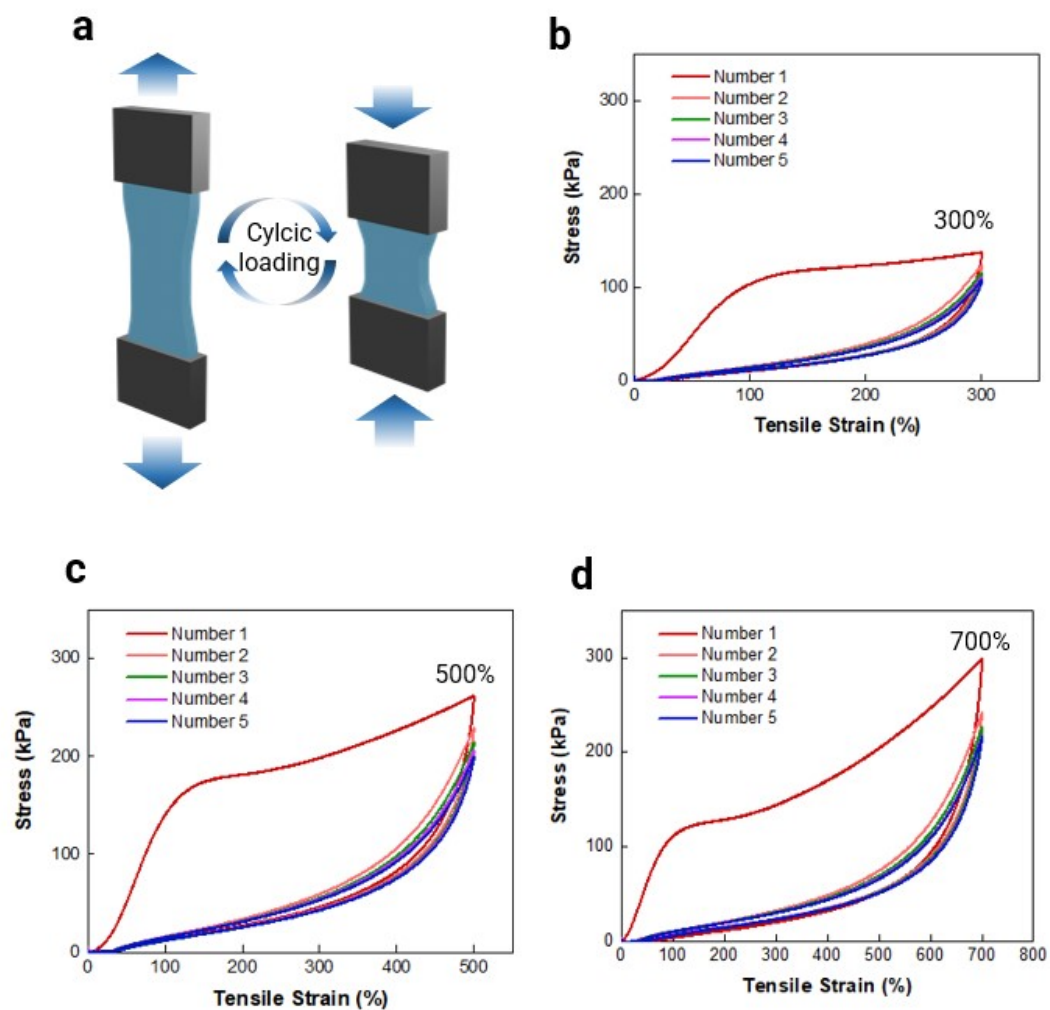 a
Cylcic
loading
b
Number 1
Number 2
Number 3
Number 4
Number 5
300%
Stress (kPa)
300
200
100
0
0 100 200 300
Tensile Strain (%)
c
Number 1
Number 2
Number 3
Number 4
Number 5
500%
Stress (kPa)
300
200
100
0
0 100 200 300 400 500
Tensile Strain (%)
d
Number 1
Number 2
Number 3
Number 4
Number 5
700%
Stress (kPa)
300
200
100
0
0 100 200 300 400 500 600 700 800
Tensile Strain (%)